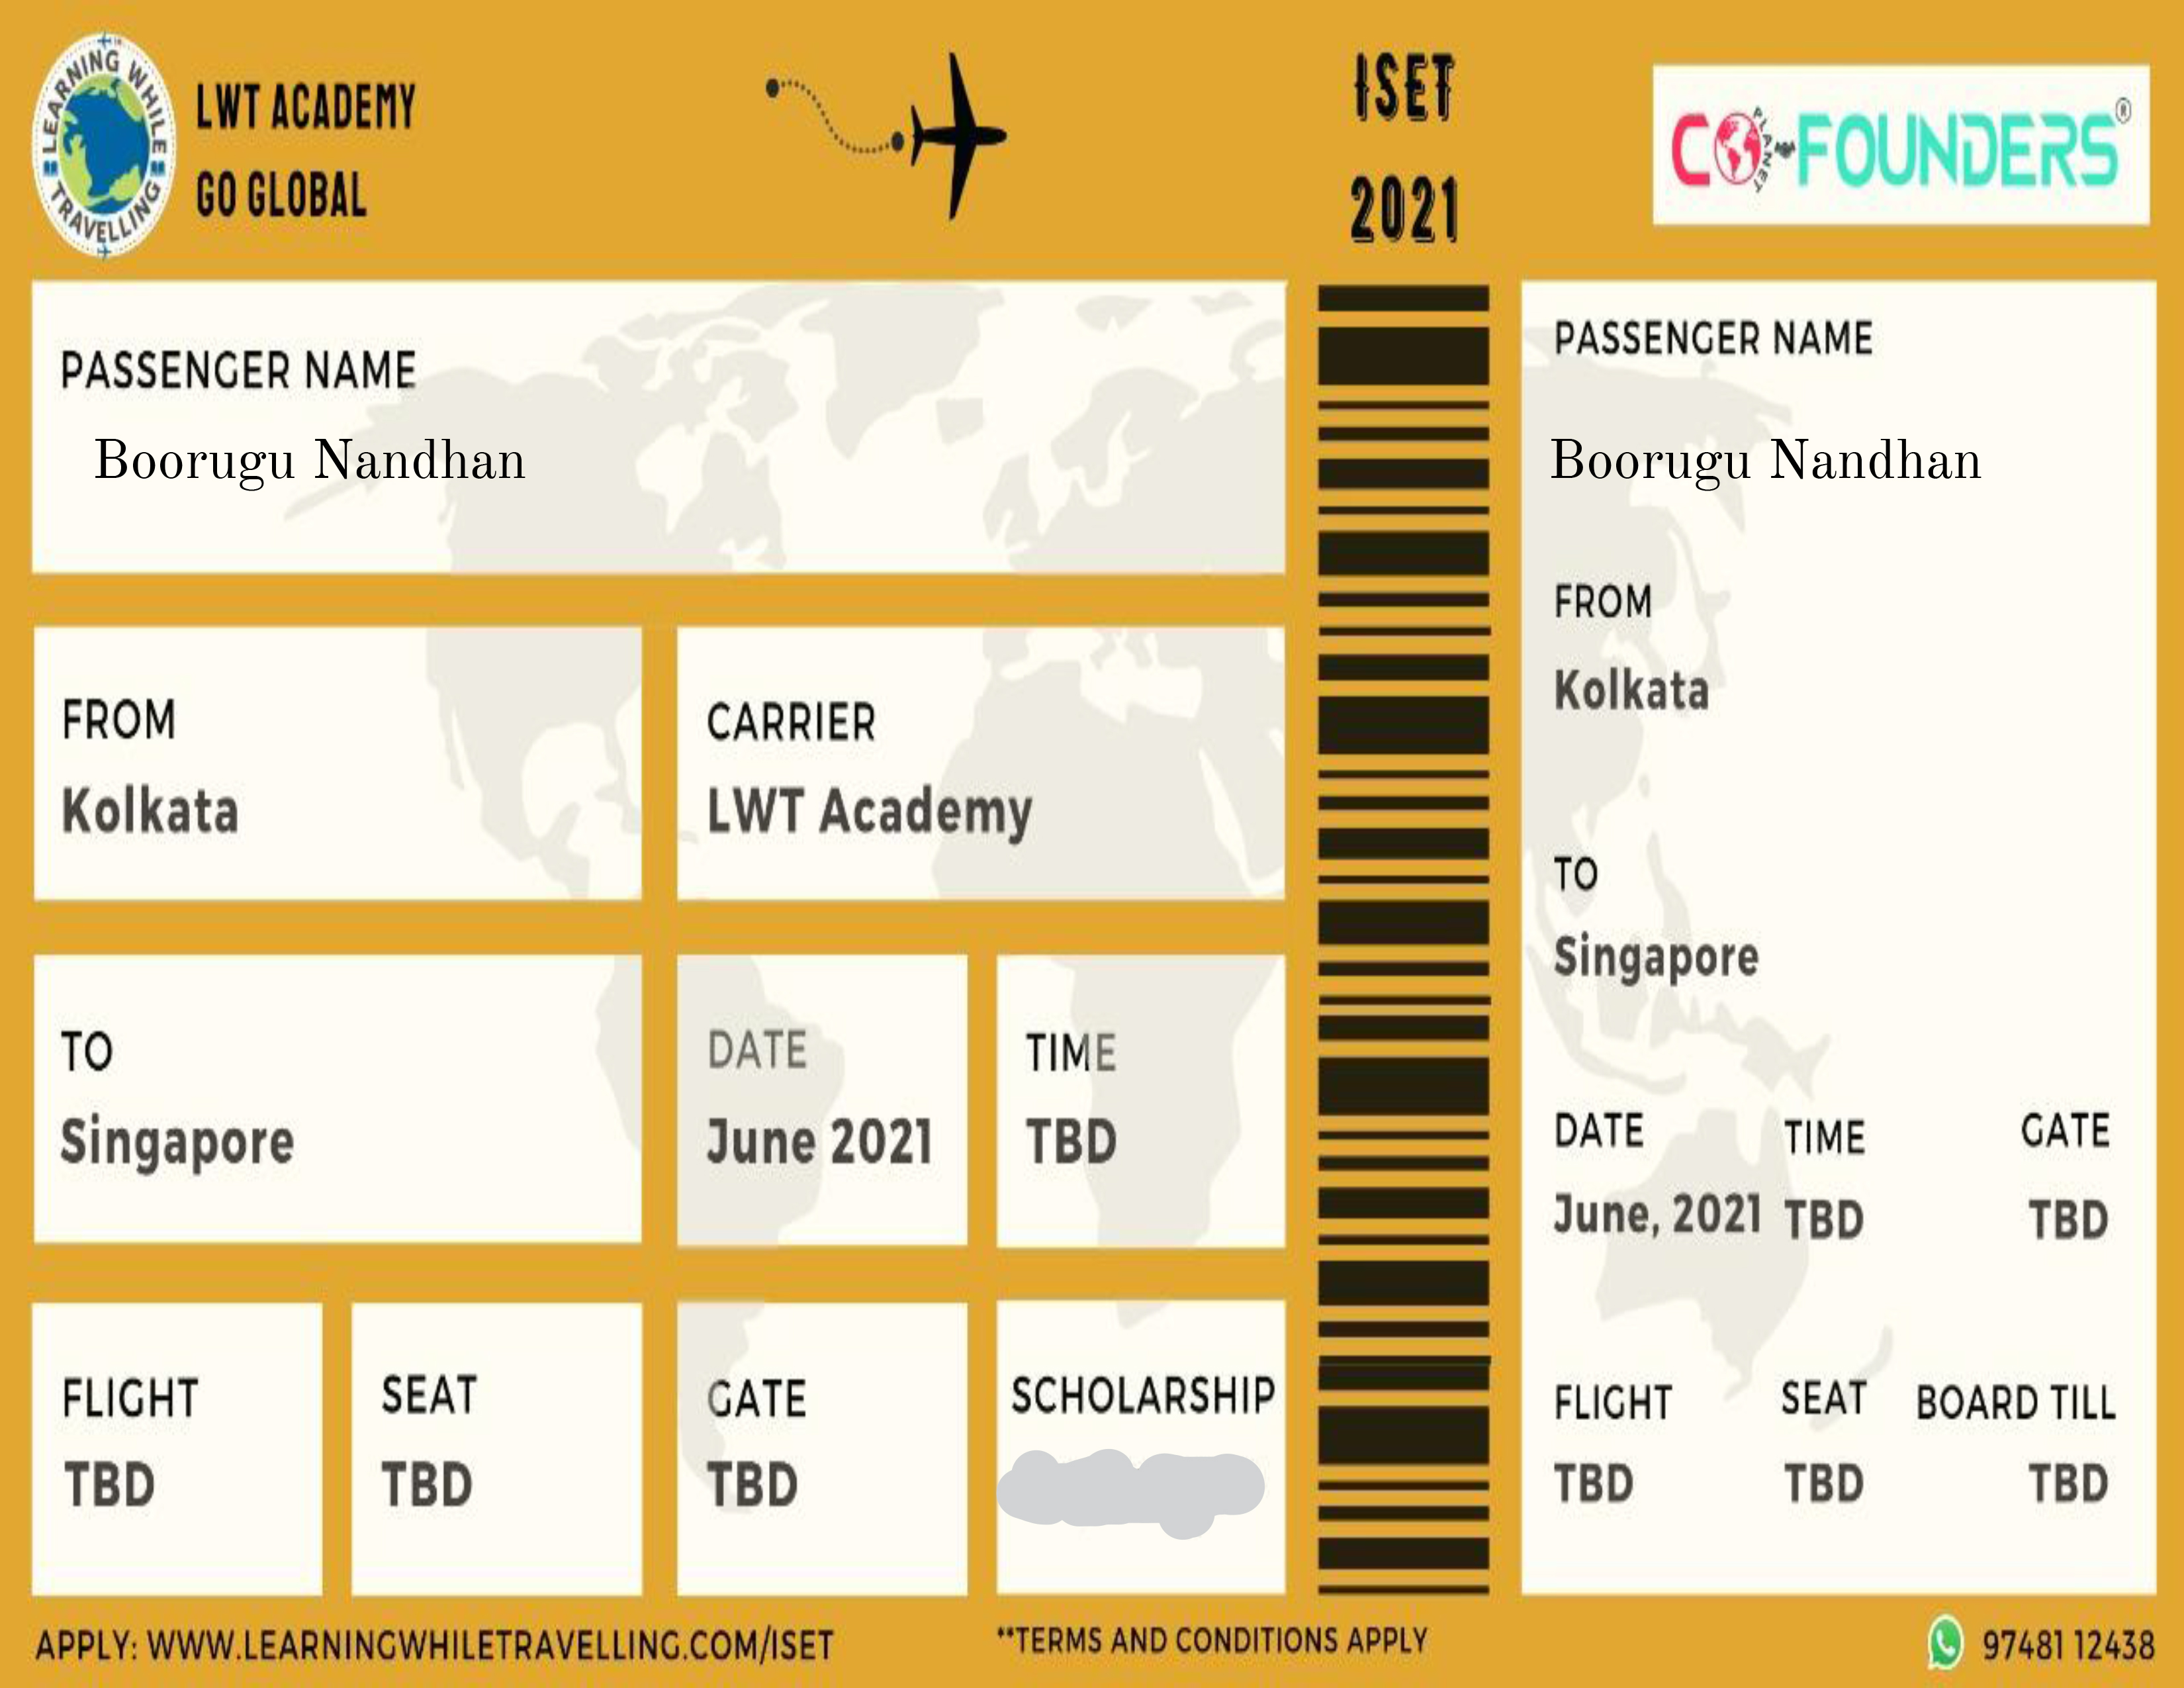 LEARNING WHILE TRAVELLING
LWT ACADEMY
GO GLOBAL
ISET
2021
CO-FOUNDERS®
PLANET
PASSENGER NAME
Boorugu Nandhan
FROM
Kolkata
CARRIER
LWT Academy
TO
Singapore
DATE
June 2021
TIME
TBD
FLIGHT
TBD
SEAT
TBD
GATE
TBD
SCHOLARSHIP
PASSENGER NAME
Boorugu Nandhan
FROM
Kolkata
TO
Singapore
DATE TIME GATE
June, 2021 TBD TBD
FLIGHT SEAT BOARD TILL
TBD TBD TBD
APPLY: WWW.LEARNINGWHILETRAVELLING.COM/ISET
**TERMS AND CONDITIONS APPLY
97481 12438